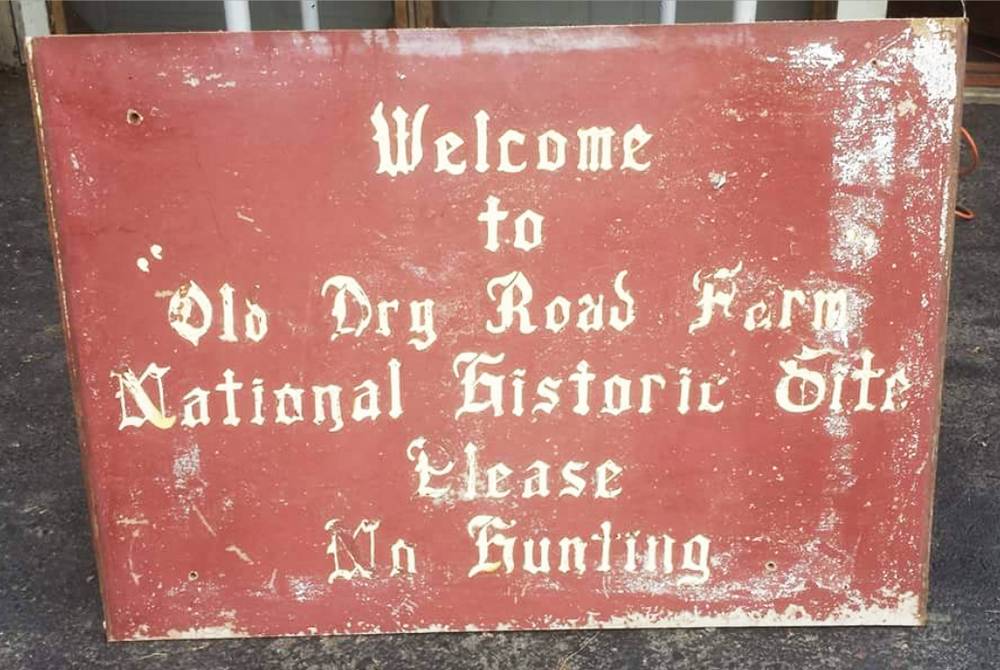 Welcome
to
"Old Dry Road Farm
National Historic Site
Please
No Hunting